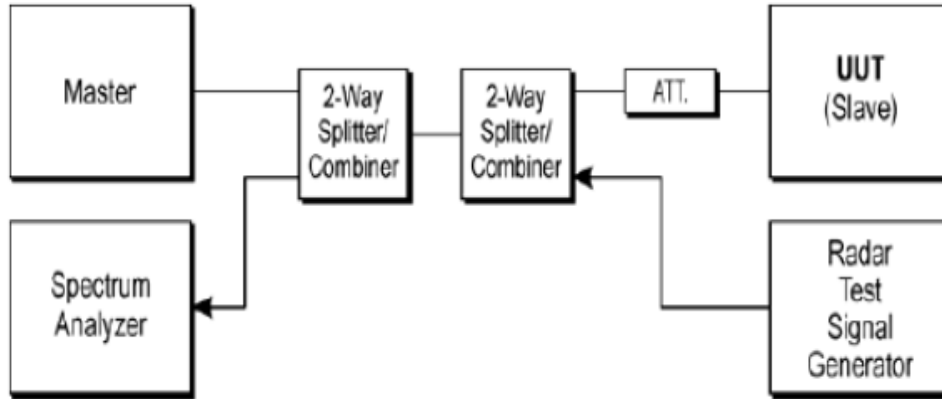 Master
2-Way
Splitter/
Combiner
2-Way
Splitter/
Combiner
ATT.
UUT
(Slave)
Spectrum
Analyzer
Radar
Test
Signal
Generator